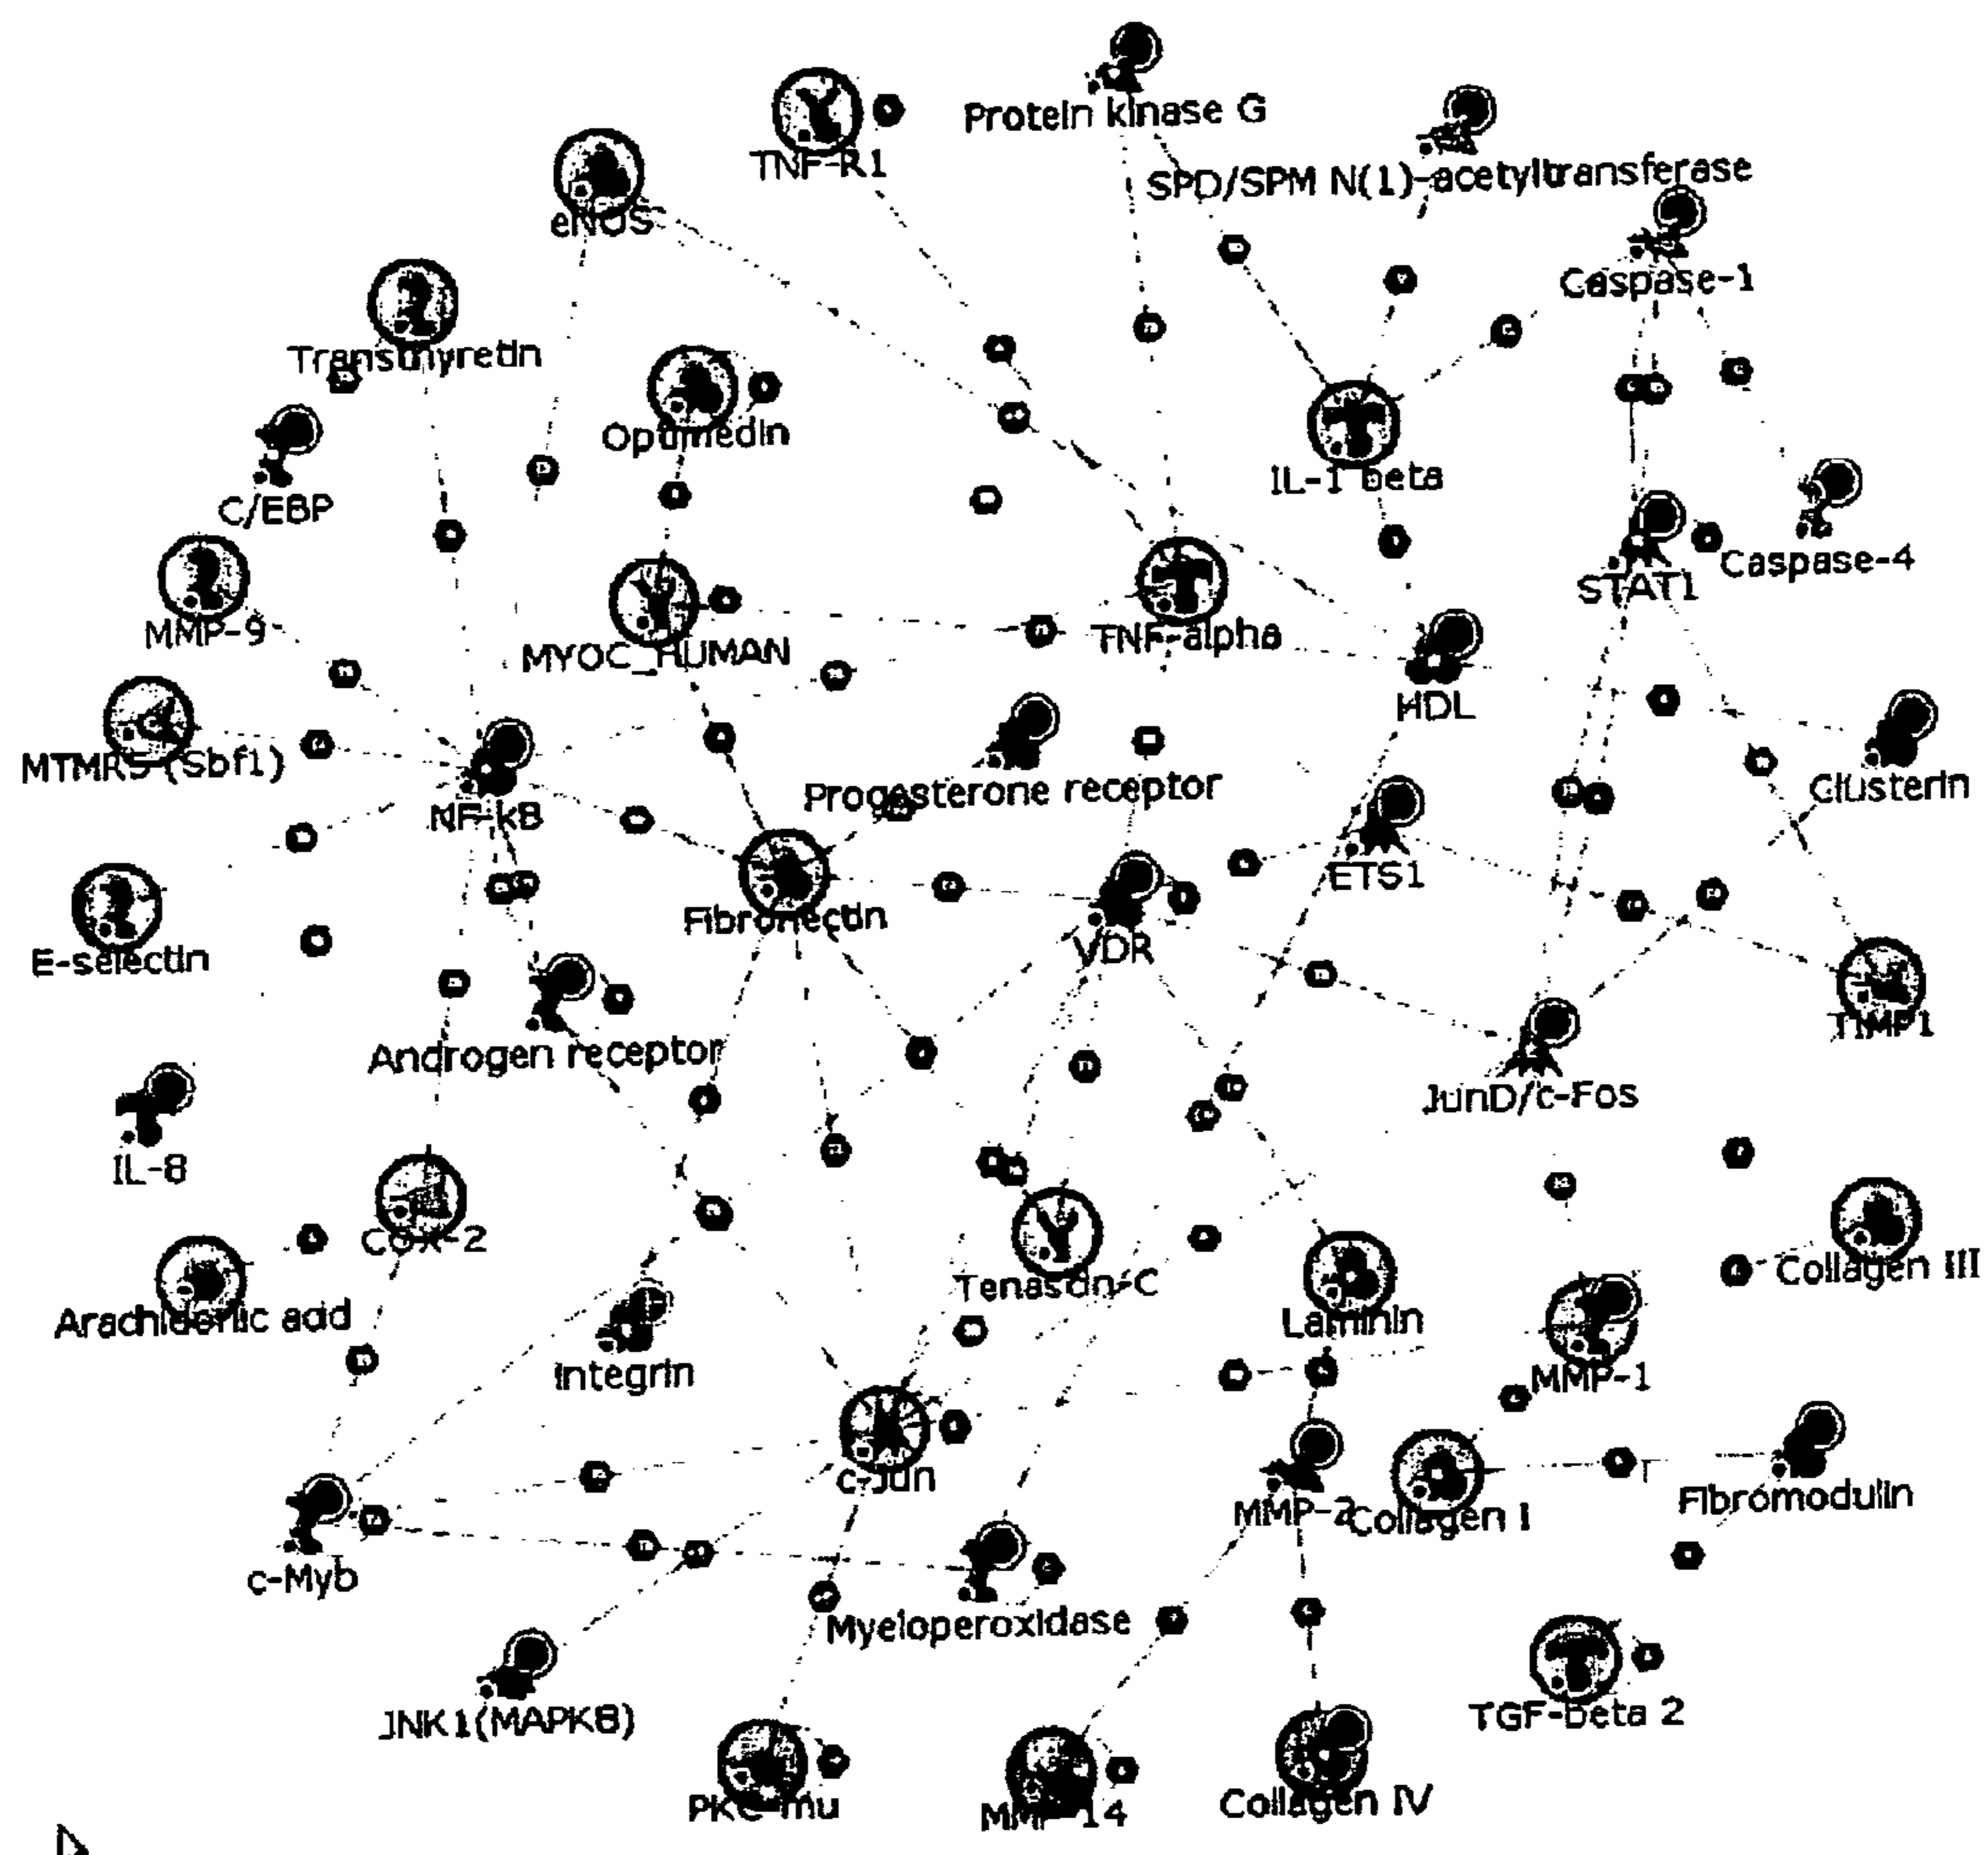 Protein kinase G
TNF-R1
SPD/SPM N(1)-acetyltransferase
eNOS
Caspase-1
Transthyretin
Optimedin
IL-1 beta
C/EBP
Caspase-4
STAT1
MMP-9
TNF-alpha
MYOC_HUMAN
HDL
MTMR5 (Sbf1)
Clusterin
Progesterone receptor
NF-kB
ETS1
Fibronectin
VDR
E-selectin
TIMP1
Androgen receptor
JunD/c-Fos
IL-8
COX-2
Collagen III
Tenascin-C
Arachidonic acid
Laminin
Integrin
MMP-1
c-Jun
Fibromodulin
MMP-2
Collagen I
c-Myb
Myeloperoxidase
JNK1(MAPK8)
TGF-beta 2
PKC-mu
MMP-14
Collagen IV